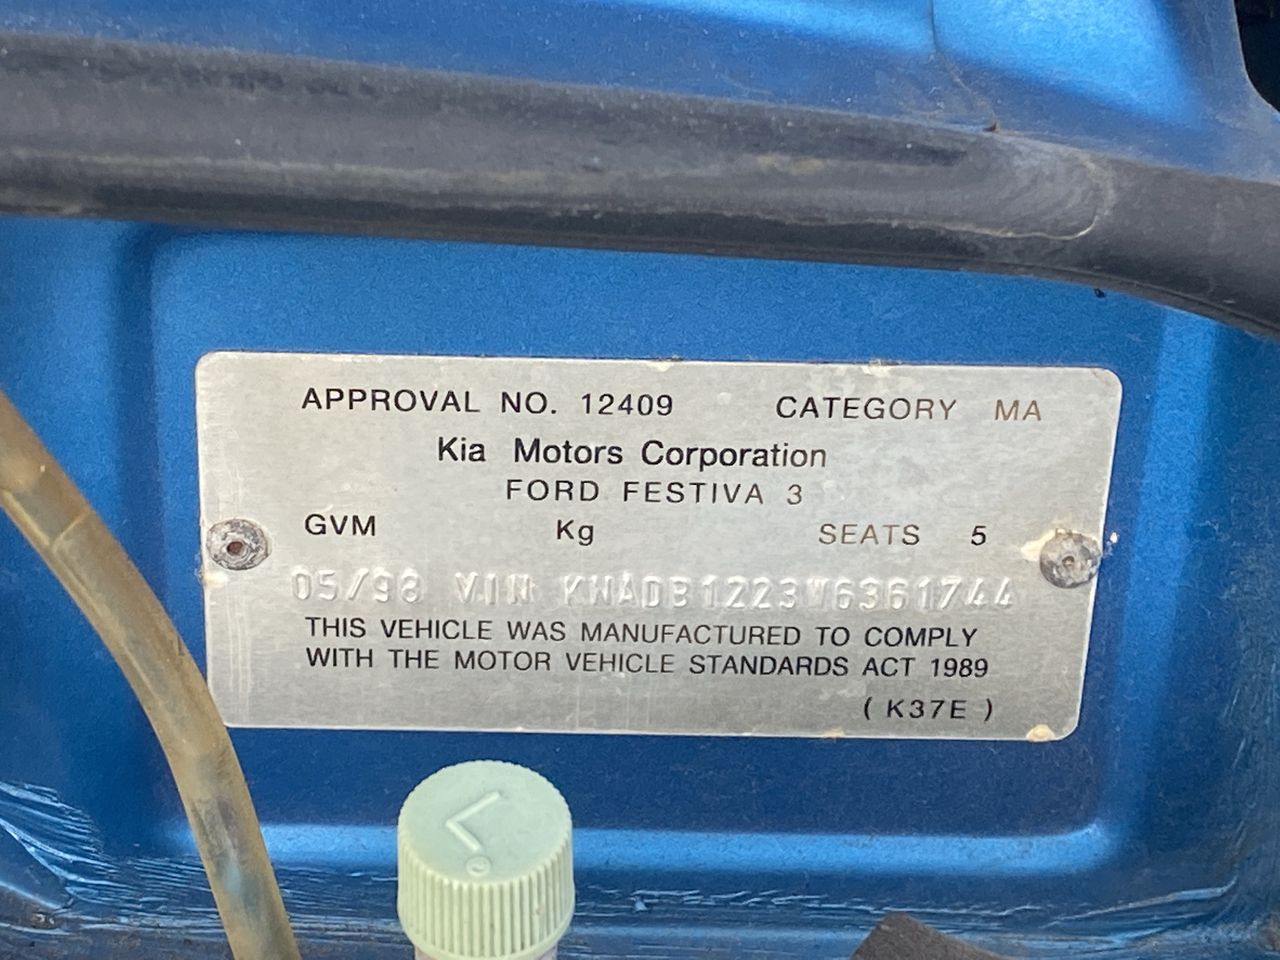 APPROVAL NO. 12409 CATEGORY MA
Kia Motors Corporation
FORD FESTIVA 3
GVM Kg SEATS 5
05/98 VIN KNADB1223W6361744
THIS VEHICLE WAS MANUFACTURED TO COMPLY
WITH THE MOTOR VEHICLE STANDARDS ACT 1989
( K37E )